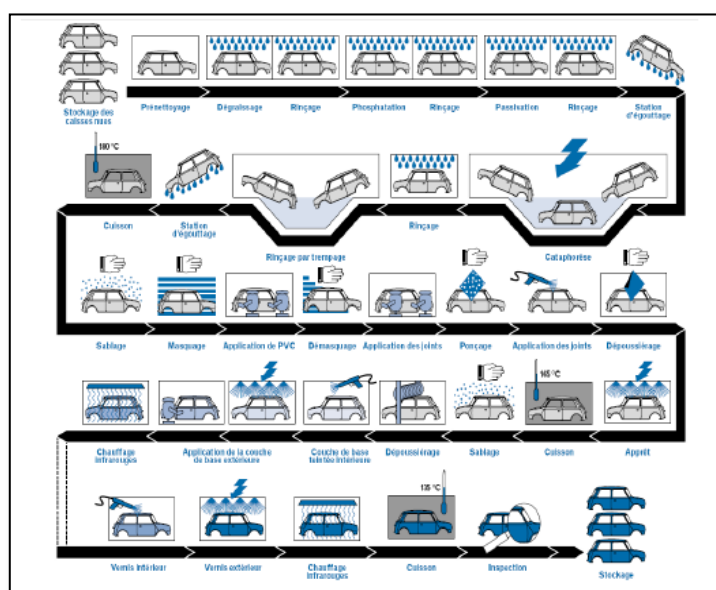 Stockage des
caisses nues
Prénettoyage
Dégraissage
Rinçage
Phosphatation
Rinçage
Passivation
Rinçage
Station
d'égouttage
180 °C
Cuisson
Station
d'égouttage
Rinçage par trempage
Rinçage
Cataphorèse
Sablage
Masquage
Application de PVC
Démasquage
Application des joints
Ponçage
Application des joints
Dépoussiérage
165 °C
Chauffage
infrarouges
Application de la couche
de base extérieure
Couche de base
teintée intérieure
Dépoussiérage
Sablage
Cuisson
Apprêt
135 °C
Vernis intérieur
Vernis extérieur
Chauffage
infrarouges
Cuisson
Inspection
Stockage